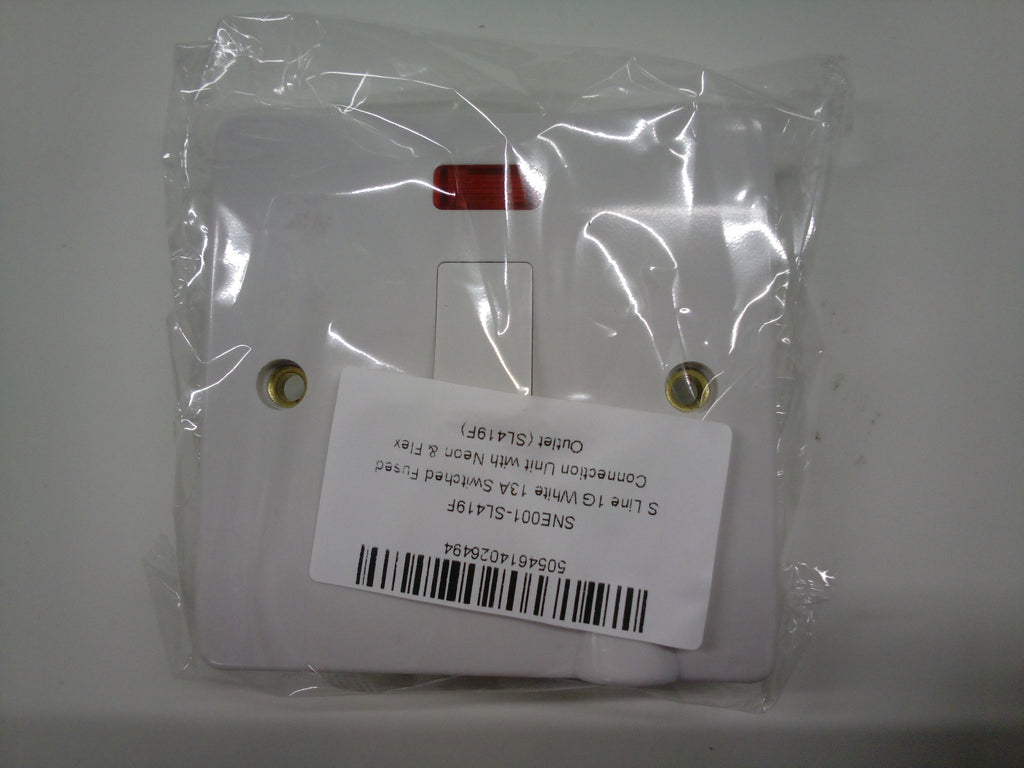 5054614026494
SNE001-SL419F
S Line 1G White 13A Switched Fused
Connection Unit with Neon & Flex
Outlet (SL419F)